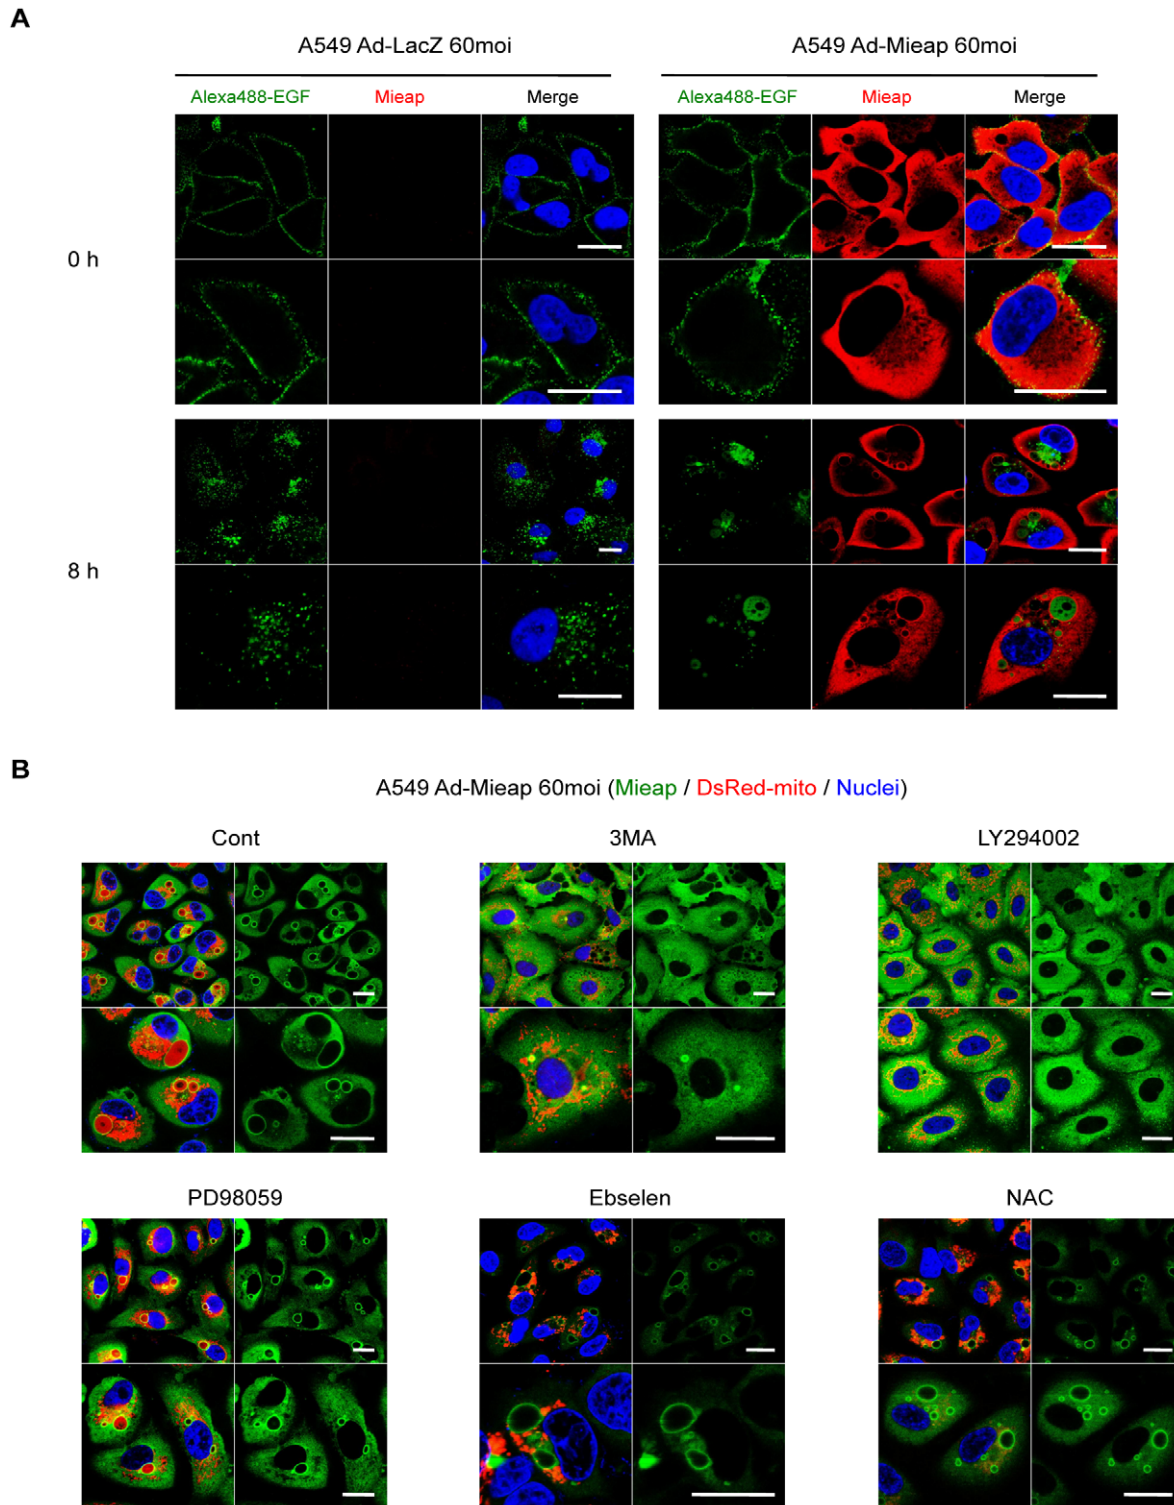 A
A549 Ad-LacZ 60moi
A549 Ad-Mieap 60moi
Alexa488-EGF Mieap Merge
Alexa488-EGF Mieap Merge
0 h
8 h
B
A549 Ad-Mieap 60moi (Mieap / DsRed-mito / Nuclei)
Cont
3MA
LY294002
PD98059
Ebselen
NAC